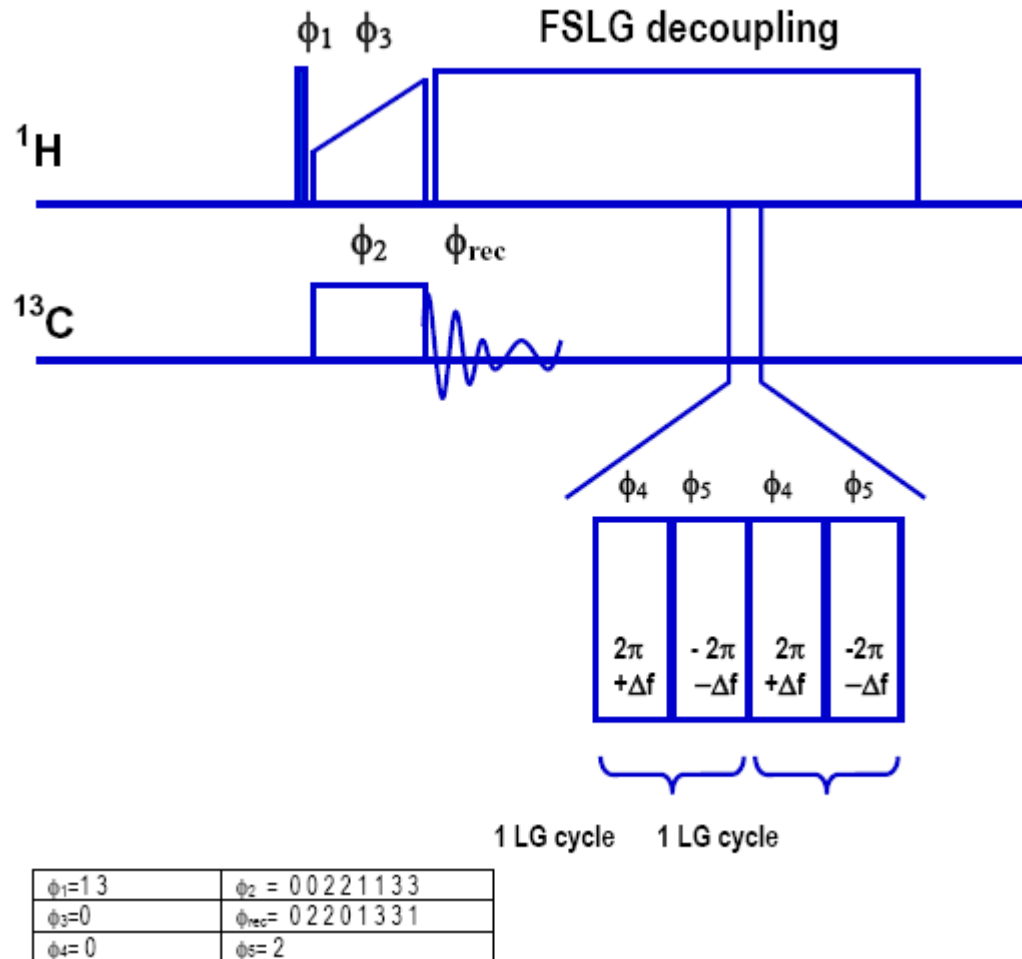 ϕ1 ϕ3 FSLG decoupling
¹H
ϕ2 ϕrec
¹³C
ϕ4 ϕ5 ϕ4 ϕ5
2π - 2π 2π -2π
+Δf −Δf +Δf −Δf
1 LG cycle 1 LG cycle
ϕ1=1 3 ϕ2 = 0 0 2 2 1 1 3 3
ϕ3=0 ϕrec= 0 2 2 0 1 3 3 1
ϕ4= 0 ϕ5= 2